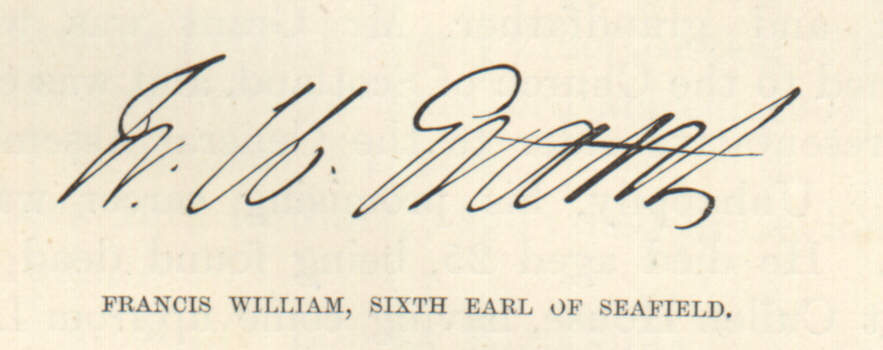 F. W. Grant
FRANCIS WILLIAM, SIXTH EARL OF SEAFIELD.